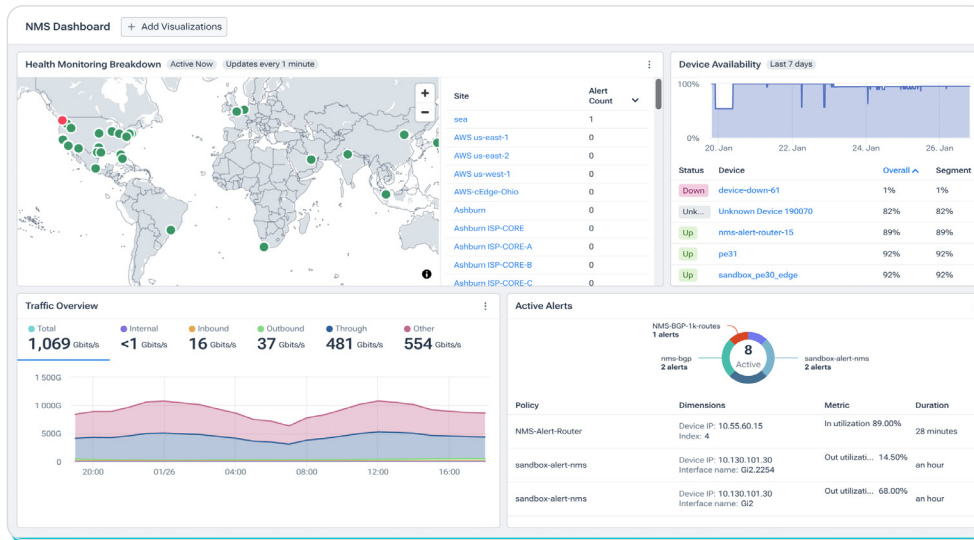 NMS Dashboard + Add Visualizations
Health Monitoring Breakdown Active Now Updates every 1 minute
Site Alert Count
sea 1
AWS us-east-1 0
AWS us-east-2 0
AWS us-west-1 0
AWS-cEdge-Ohio 0
Ashburn 0
Ashburn ISP-CORE 0
Ashburn ISP-CORE-A 0
Ashburn ISP-CORE-B 0
Ashburn ISP-CORE-C 0
Device Availability Last 7 days
100%
0%
20. Jan 22. Jan 24. Jan 26. Jan
Status Device Overall Segment
Down device-down-61 1% 1%
Unk... Unknown Device 190070 82% 82%
Up nms-alert-router-15 89% 89%
Up pe31 92% 92%
Up sandbox_pe30_edge 92% 92%
Traffic Overview
Total Internal Inbound Outbound Through Other
1,069 Gbits/s <1 Gbits/s 16 Gbits/s 37 Gbits/s 481 Gbits/s 554 Gbits/s
1 500G
1 000G
500G
0
20:00 01/26 04:00 08:00 12:00 16:00
Active Alerts
NMS-BGP-1k-routes
1 alerts
nms-bgp
2 alerts
8
Active
sandbox-alert-nms
2 alerts
Policy Dimensions Metric Duration
NMS-Alert-Router Device IP: 10.55.60.15 In utilization 89.00% 28 minutes
Index: 4
sandbox-alert-nms Device IP: 10.130.101.30 Out utilizati... 14.50% an hour
Interface name: Gi2.2254
sandbox-alert-nms Device IP: 10.130.101.30 Out utilizati... 68.00% an hour
Interface name: Gi2